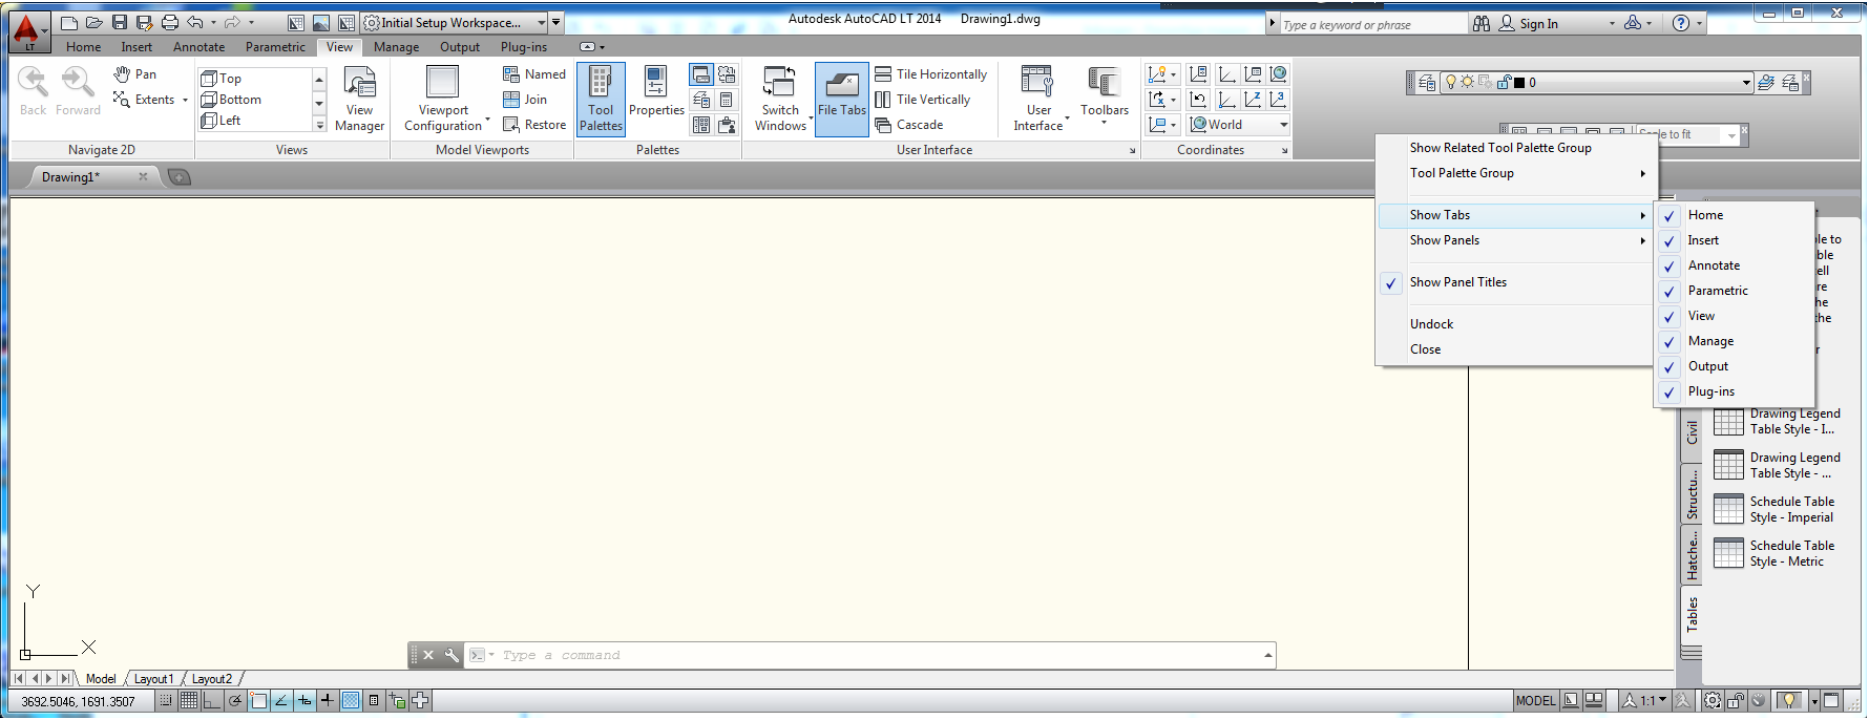 Initial Setup Workspace...
Autodesk AutoCAD LT 2014 Drawing1.dwg
Type a keyword or phrase
Sign In
LT
Home Insert Annotate Parametric View Manage Output Plug-ins
Back
Forward
Pan
Extents
Navigate 2D
Top
Bottom
Left
View Manager
Views
Viewport Configuration
Named
Join
Restore
Model Viewports
Tool Palettes
Properties
Palettes
Switch Windows
File Tabs
Tile Horizontally
Tile Vertically
Cascade
User Interface
Toolbars
User Interface
World
Coordinates
0
to fit
Drawing1*
Show Related Tool Palette Group
Tool Palette Group
Show Tabs
Show Panels
Show Panel Titles
Undock
Close
Home
Insert
Annotate
Parametric
View
Manage
Output
Plug-ins
Civil
Structu...
Hatche...
Tables
Drawing Legend
Table Style - I...
Drawing Legend
Table Style - ...
Schedule Table
Style - Imperial
Schedule Table
Style - Metric
Y
X
Type a command
Model Layout1 Layout2
3692.5046, 1691.3507
MODEL
1:1